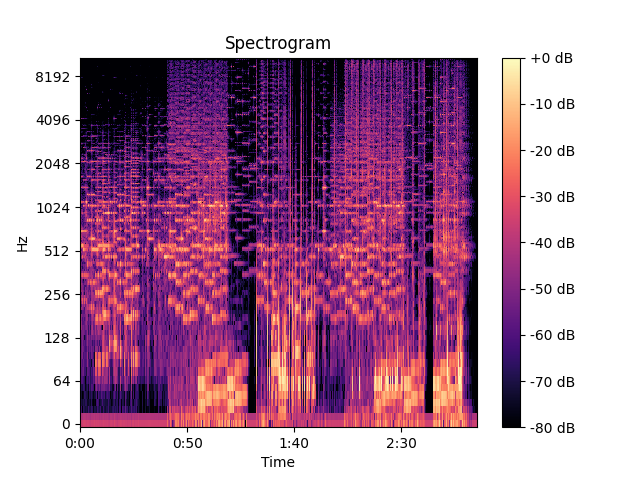 Spectrogram
8192
4096
2048
1024
512
256
128
64
0
Hz
0:00
0:50
1:40
2:30
Time
+0 dB
-10 dB
-20 dB
-30 dB
-40 dB
-50 dB
-60 dB
-70 dB
-80 dB